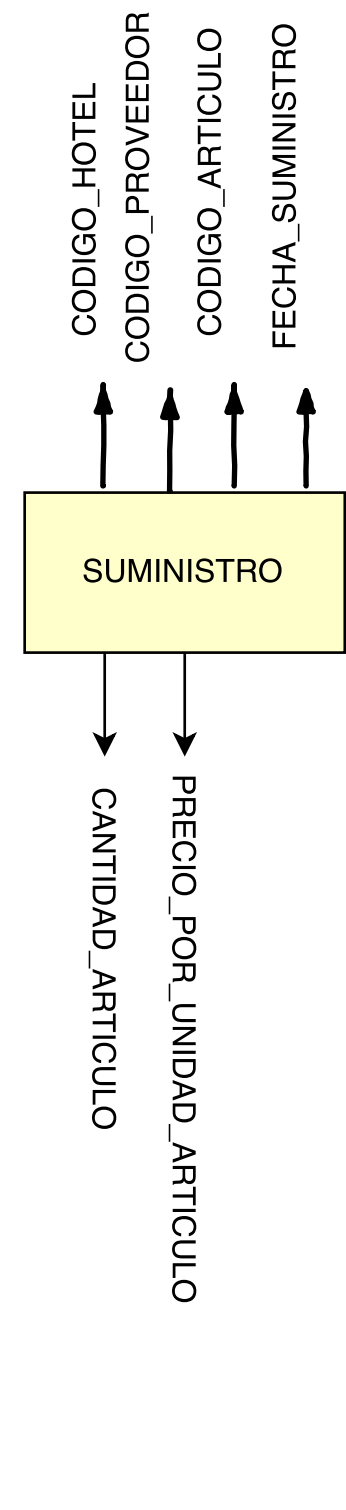 CODIGO_HOTEL
CODIGO_PROVEEDOR
CODIGO_ARTICULO
FECHA_SUMINISTRO
SUMINISTRO
CANTIDAD_ARTICULO
PRECIO_POR_UNIDAD_ARTICULO